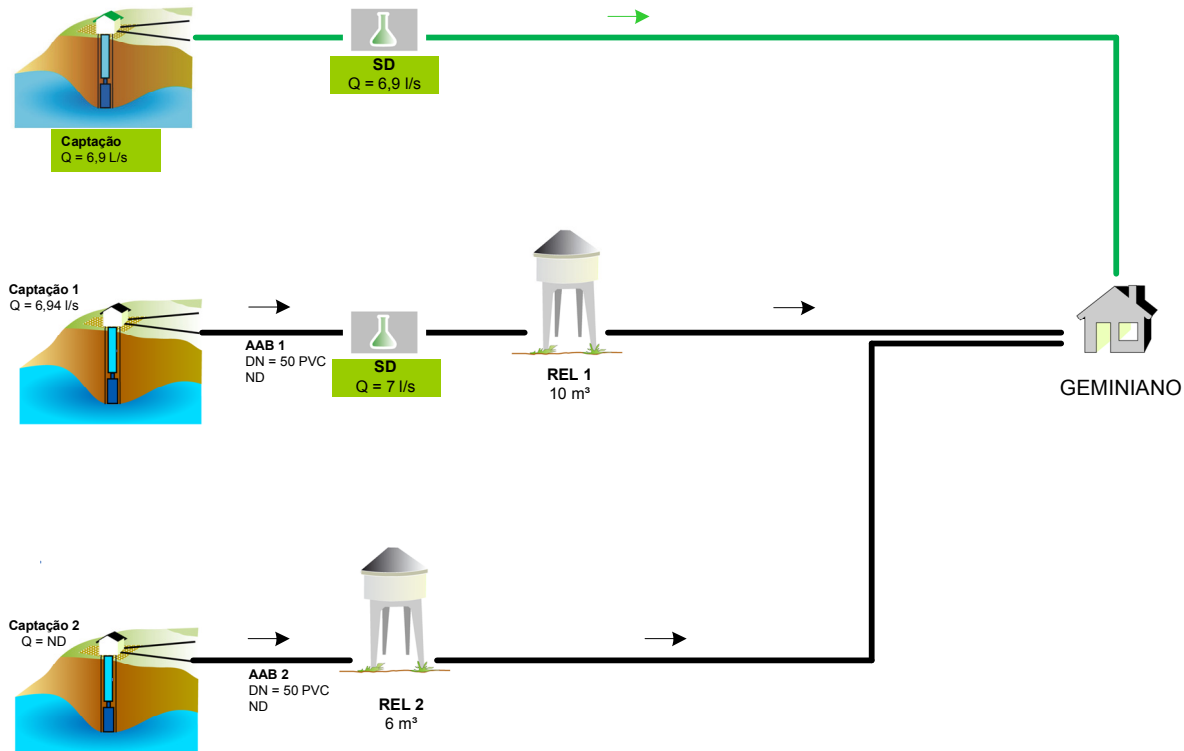 SD
Q = 6,9 l/s
Captação
Q = 6,9 L/s
Captação 1
Q = 6,94 l/s
AAB 1
DN = 50 PVC
ND
SD
Q = 7 l/s
REL 1
10 m³
GEMINIANO
Captação 2
Q = ND
AAB 2
DN = 50 PVC
ND
REL 2
6 m³